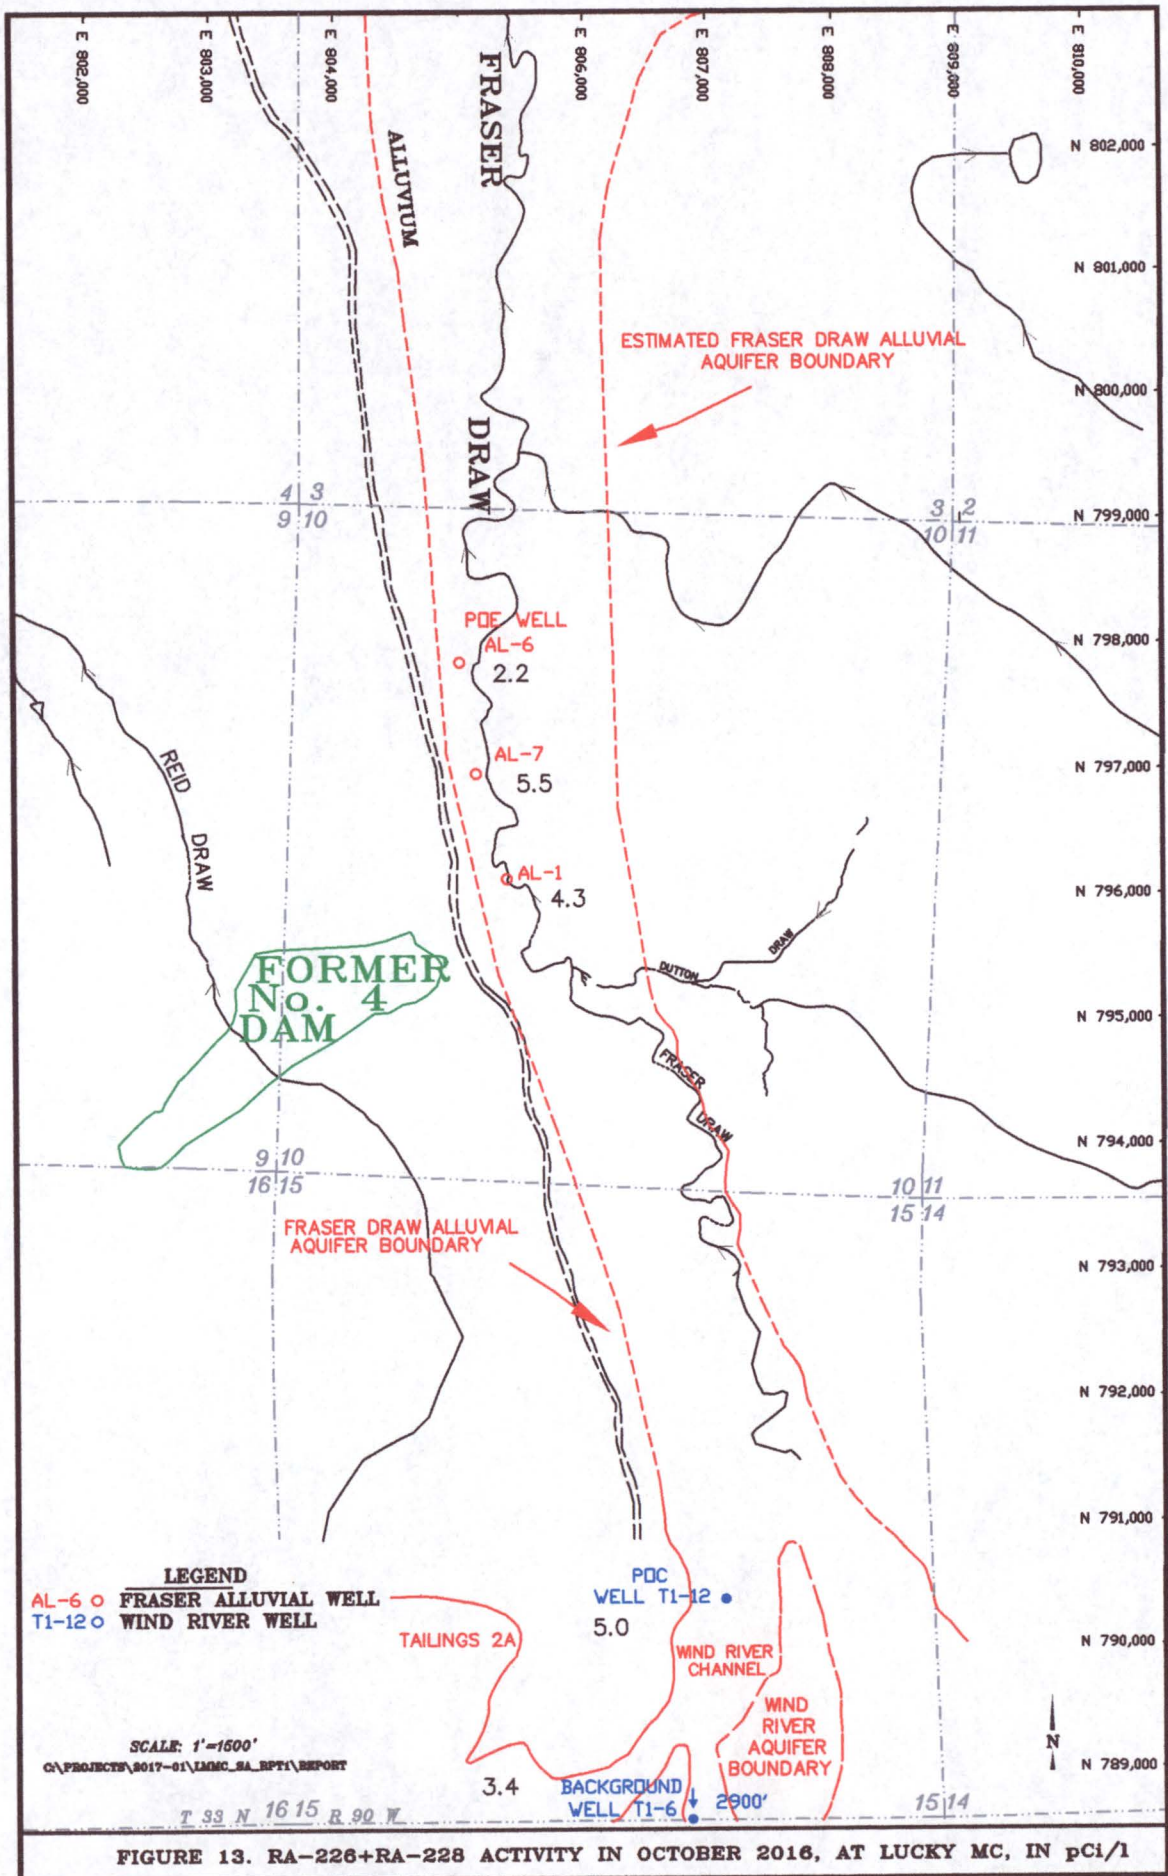 E 802,000
E 803,000
E 804,000
E 906,000
E 807,000
E 808,000
E 809,000
E 810,000
N 802,000
N 801,000
N 800,000
N 799,000
N 798,000
N 797,000
N 796,000
N 795,000
N 794,000
N 793,000
N 792,000
N 791,000
N 790,000
N 789,000
FRASER
DRAW
ALLUVIUM
ESTIMATED FRASER DRAW ALLUVIAL
AQUIFER BOUNDARY
4 3
9 10
3 2
10 11
POE WELL
AL-6
2.2
AL-7
5.5
AL-1
4.3
REID
DRAW
FORMER
No. 4
DAM
DUTTON
DRAW
FRASER
DRAW
9 10
16 15
10 11
15 14
FRASER DRAW ALLUVIAL
AQUIFER BOUNDARY
LEGEND
AL-6 FRASER ALLUVIAL WELL
T1-12 WIND RIVER WELL
TAILINGS 2A
POC
WELL T1-12
5.0
WIND RIVER
CHANNEL
WIND
RIVER
AQUIFER
BOUNDARY
N
SCALE: 1"=1500'
C:\PROJECTS\2017-01\LMMC_SA_RPT1\REPORT
3.4
BACKGROUND
WELL T1-6
2900'
T 33 N 16 15 R 90 W
15 14
FIGURE 13. RA-226+RA-228 ACTIVITY IN OCTOBER 2016, AT LUCKY MC, IN pCi/l